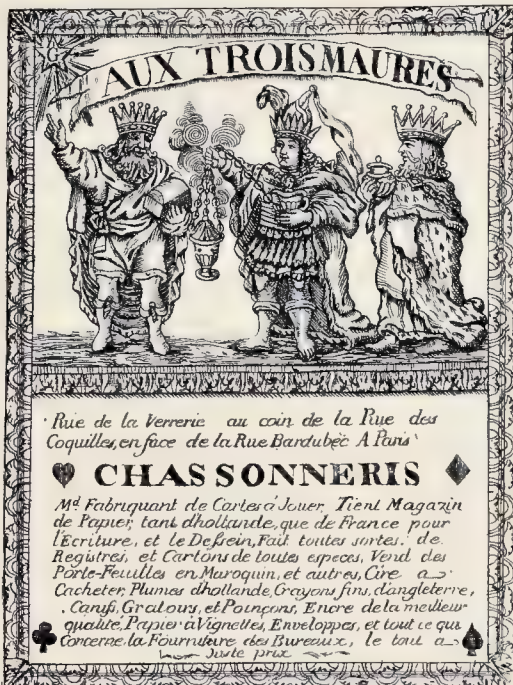 AUX TROIS MAURES
Rue de la Verrerie au coin de la Rue des
Coquilles, en face de la Rue Bardubec A Paris
CHASSONNERIS
Md Fabriquant de Cartes à Jouer, Tient Magazin
de Papier, tant d'hollande, que de France pour
l'Ecriture, et le Dessein, Fait toutes sortes de
Registres, et Cartons de toutes especes, Vend des
Porte-Feuilles en Maroquin, et autres, Cire a
Cacheter, Plumes d'hollande, Crayons fins d'angleterre,
Canifs, Gratoirs, et Poinçons, Encre de la meilleur
qualité, Papier à Vignettes, Enveloppes, et tout ce qui
Concerne la Fourniture des Bureaux, le tout a
Juste prix